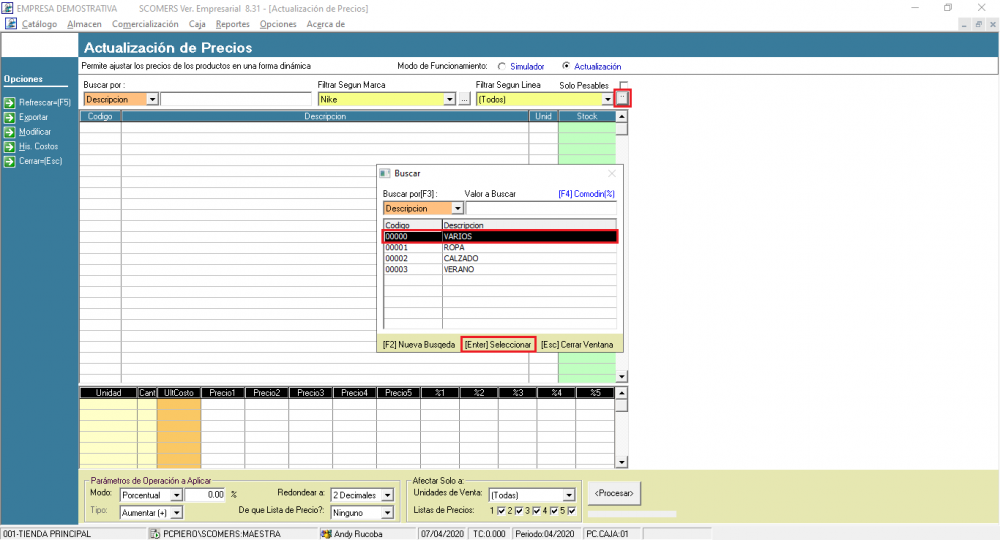 EMPRESA DEMOSTRATIVA SCOMERS Ver. Empresarial 8.31 - [Actualización de Precios]
Catálogo Almacen Comercialización Caja Reportes Opciones Acerca de
Actualización de Precios
Permite ajustar los precios de los productos en una forma dinámica Modo de Funcionamiento: Simulador Actualización
Opciones
Refrescar=(F5)
Exportar
Modificar
His. Costos
Cerrar=(Esc)
Buscar por : Filtrar Segun Marca Filtrar Segun Linea Solo Pesables
Descripcion Nike ... (Todos) ...
Codigo Descripcion Unid Stock
Buscar
Buscar por[F3] : Valor a Buscar [F4] Comodin(%)
Descripcion
Codigo Descripcion
00000 VARIOS
00001 ROPA
00002 CALZADO
00003 VERANO
[F2] Nueva Busqeda [Enter] Seleccionar [Esc] Cerrar Ventana
Unidad Cant UltCosto Precio1 Precio2 Precio3 Precio4 Precio5 %1 %2 %3 %4 %5
Parámetros de Operación a Aplicar Afectar Solo a:
Modo: Porcentual 0.00 % Redondear a: 2 Decimales Unidades de Venta: (Todas) <Procesar>
Tipo: Aumentar (+) De que Lista de Precio?: Ninguno Listas de Precios: 1 2 3 4 5
001-TIENDA PRINCIPAL PCPIERO\SCOMERS:MAESTRA Andy Rucoba 07/04/2020 TC:0.000 Periodo:04/2020 PC.CAJA:01